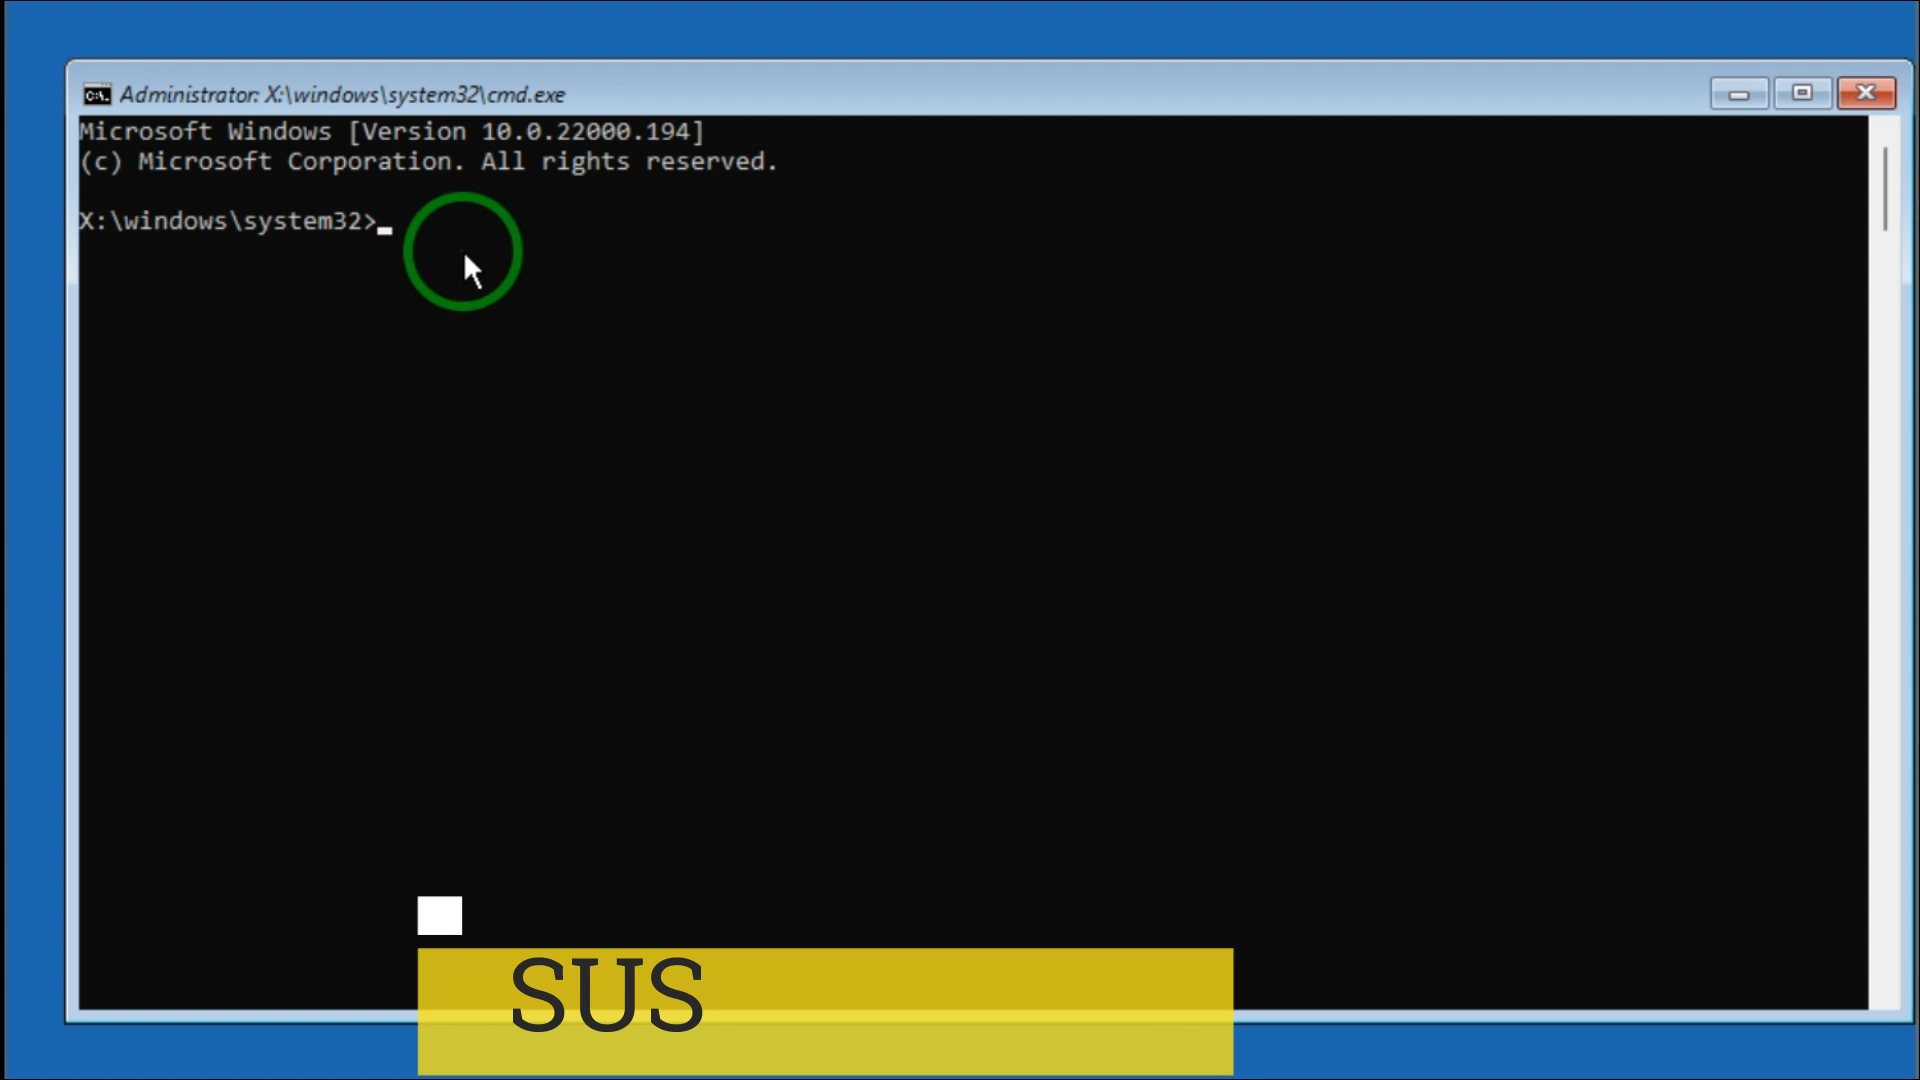 Administrator: X:\windows\system32\cmd.exe
Microsoft Windows [Version 10.0.22000.194]
(c) Microsoft Corporation. All rights reserved.
X:\windows\system32>
SUS